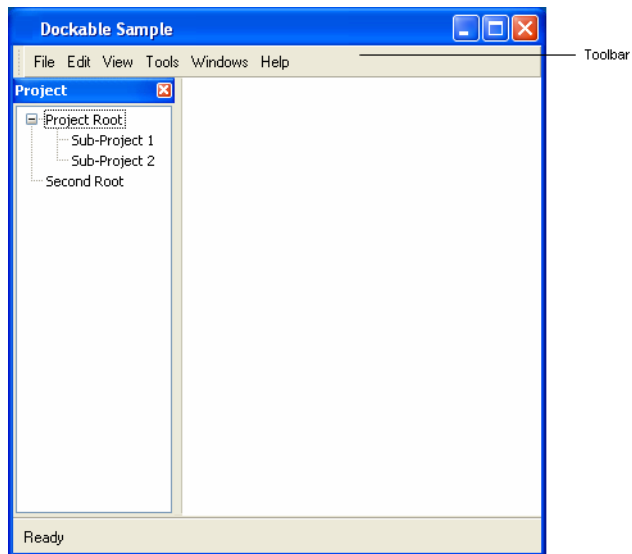 Dockable Sample
File Edit View Tools Windows Help
Toolbar
Project
Project Root
Sub-Project 1
Sub-Project 2
Second Root
Ready